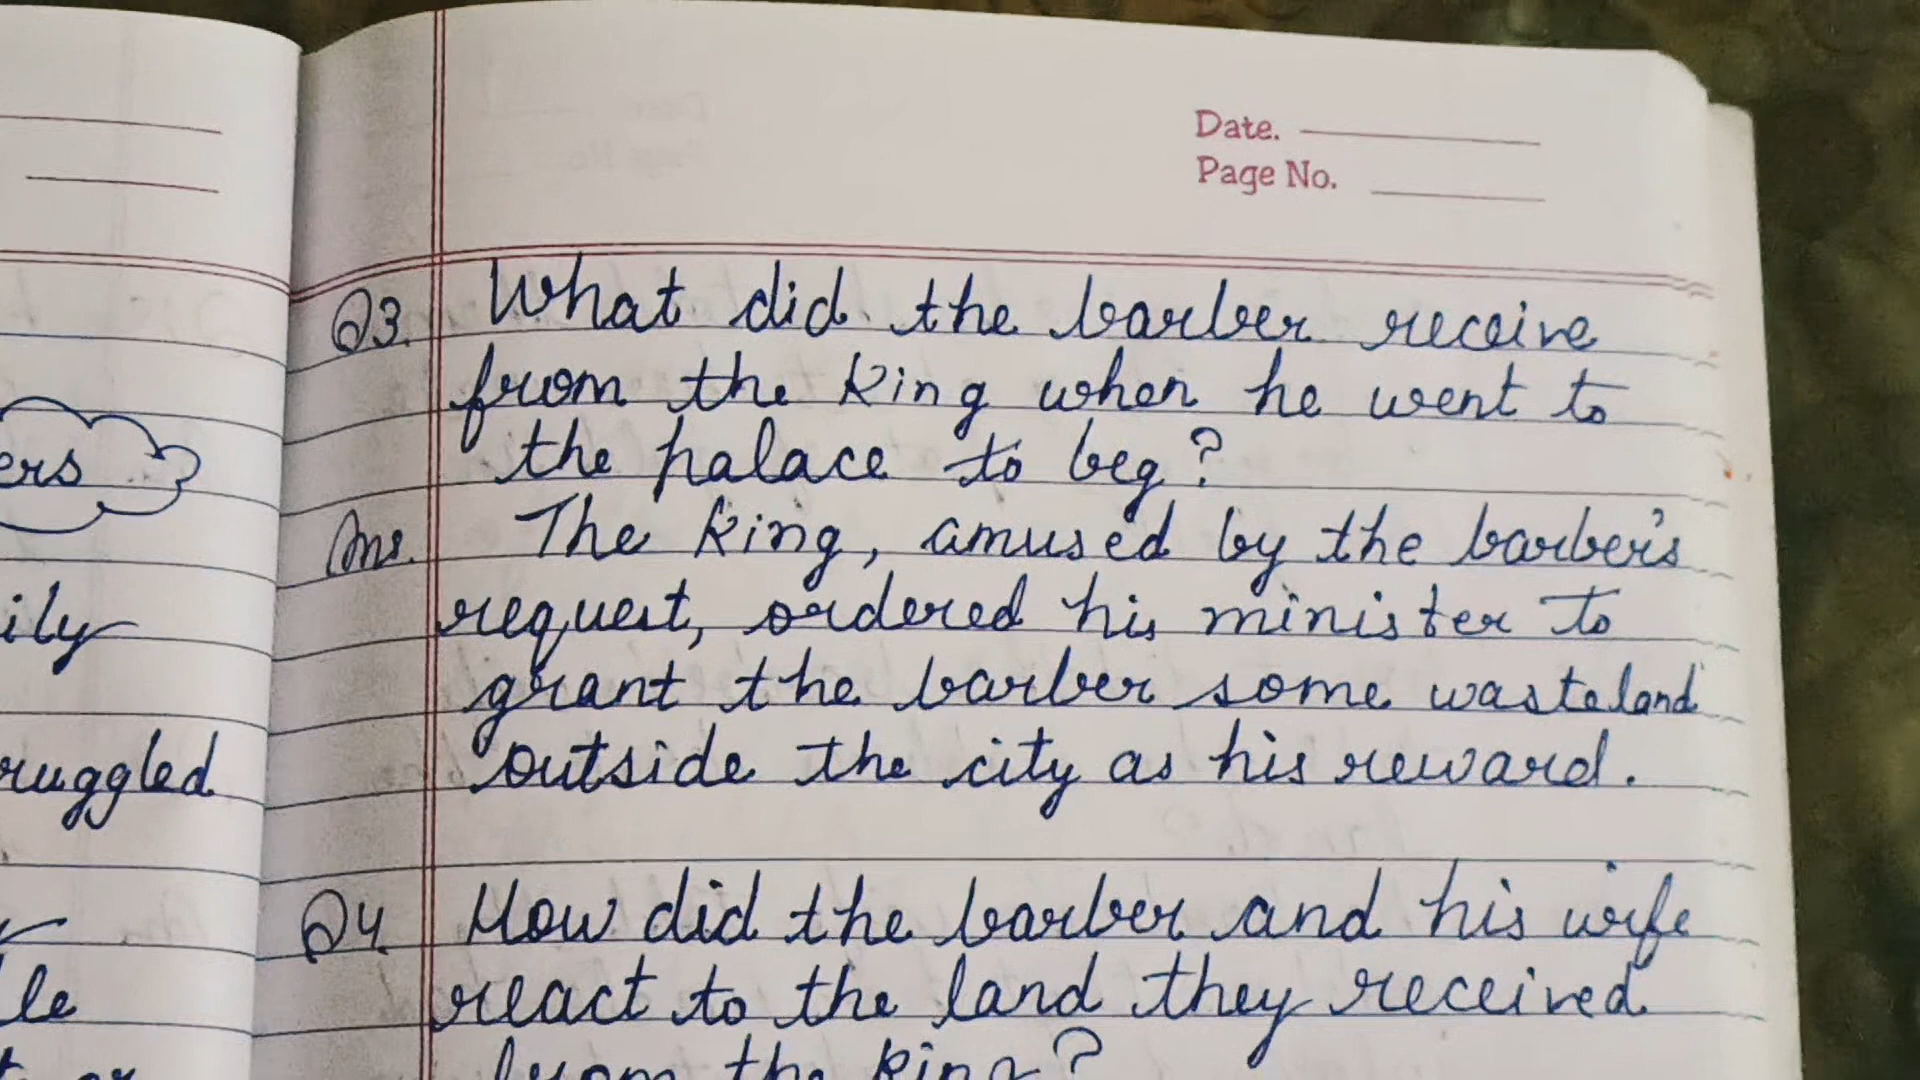 ers
ily
ruggled
le
Date.
Page No.
Q3. What did the barber receive
from the King when he went to
the palace to beg?
Ans. The King, amused by the barber's
request, ordered his minister to
grant the barber some wasteland
outside the city as his reward.
Q4. How did the barber and his wife
react to the land they received
from the King?